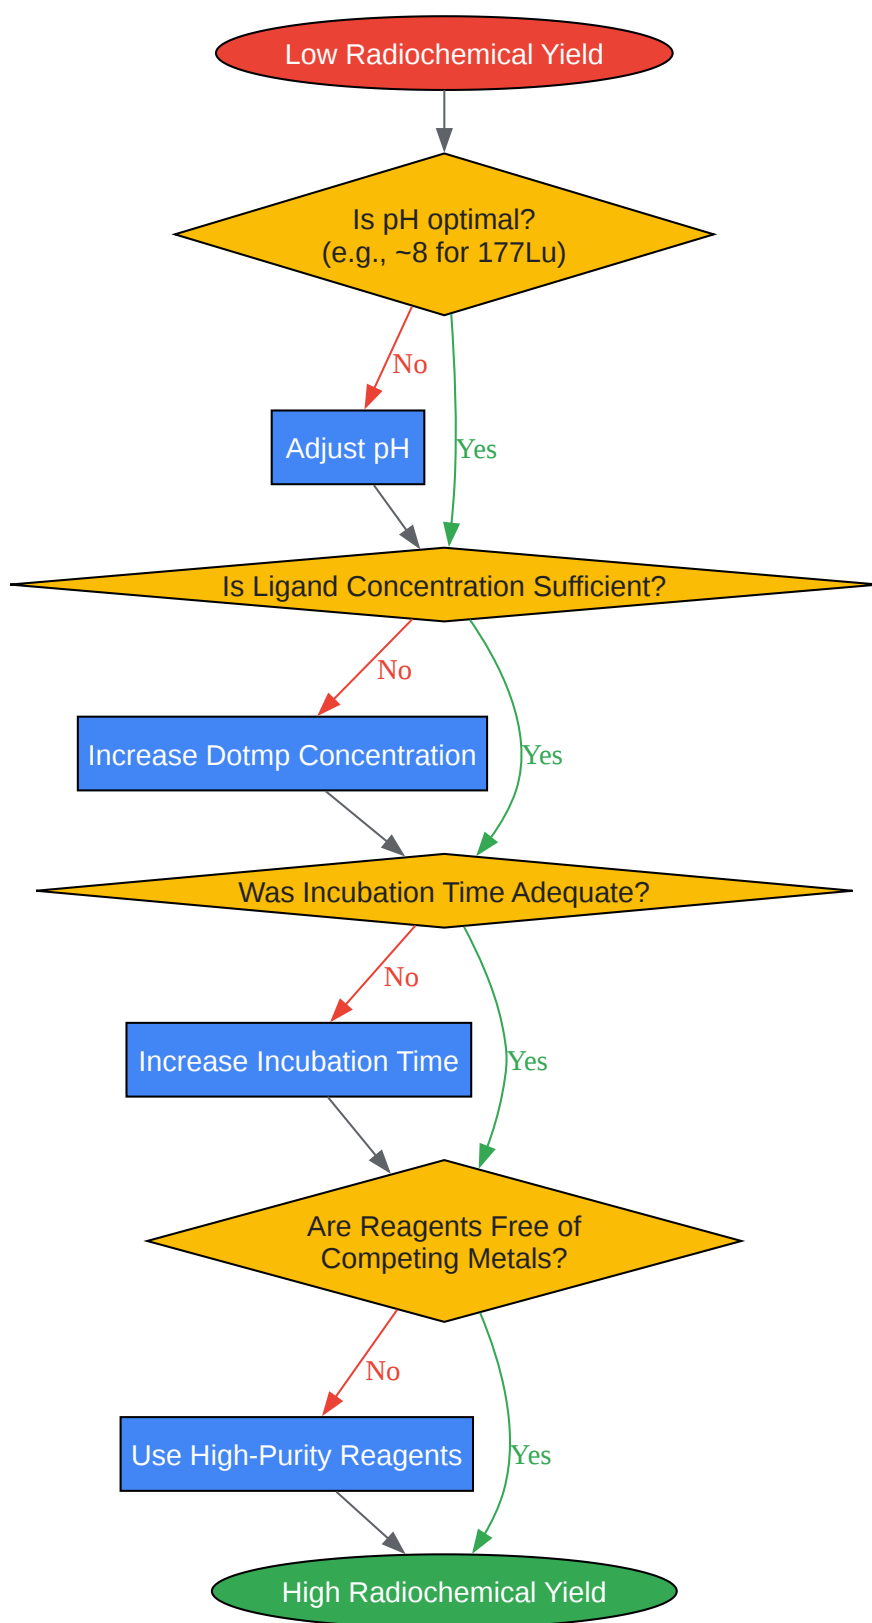 Low Radiochemical Yield
Is pH optimal?
(e.g., ~8 for 177Lu)
No
Adjust pH
Yes
Is Ligand Concentration Sufficient?
No
Increase Dotmp Concentration
Yes
Was Incubation Time Adequate?
No
Increase Incubation Time
Yes
Are Reagents Free of
Competing Metals?
No
Use High-Purity Reagents
Yes
High Radiochemical Yield